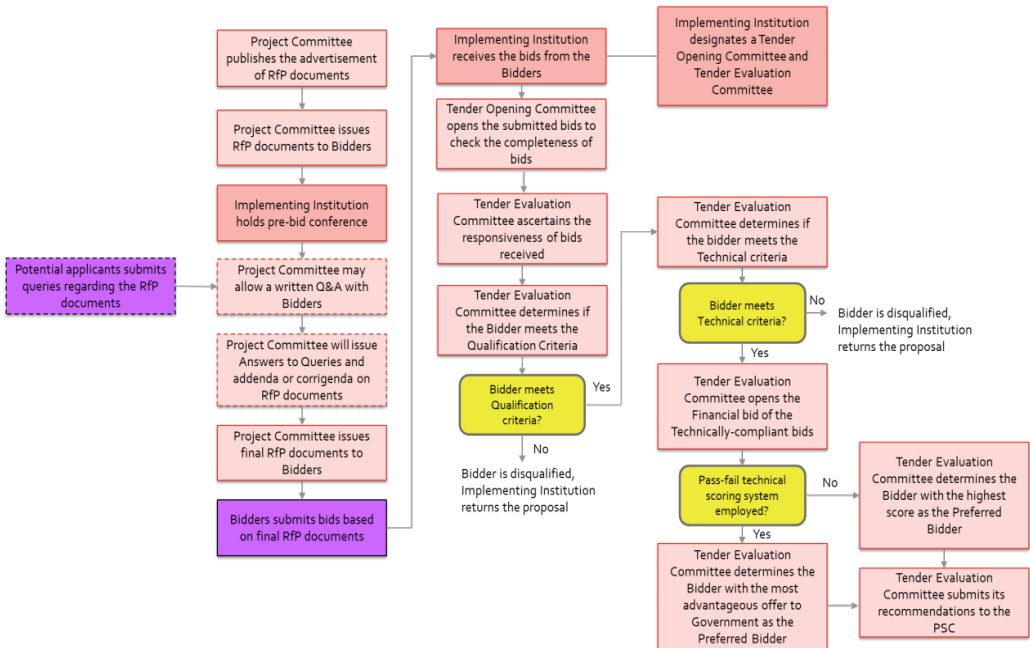 Project Committee
publishes the advertisement
of RfP documents
Project Committee issues
RfP documents to Bidders
Implementing Institution
holds pre-bid conference
Potential applicants submits
queries regarding the RfP
documents
Project Committee may
allow a written Q&A with
Bidders
Project Committee will issue
Answers to Queries and
addenda or corrigenda on
RfP documents
Project Committee issues
final RfP documents to
Bidders
Bidders submits bids based
on final RfP documents
Implementing Institution
receives the bids from the
Bidders
Implementing Institution
designates a Tender
Opening Committee and
Tender Evaluation
Committee
Tender Opening Committee
opens the submitted bids to
check the completeness of
bids
Tender Evaluation
Committee ascertains the
responsiveness of bids
received
Tender Evaluation
Committee determines if
the Bidder meets the
Qualification Criteria
Bidder meets
Qualification
criteria?
Yes
No
Bidder is disqualified,
Implementing Institution
returns the proposal
Tender Evaluation
Committee determines if
the bidder meets the
Technical criteria
Bidder meets
Technical criteria?
No
Bidder is disqualified,
Implementing Institution
returns the proposal
Yes
Tender Evaluation
Committee opens the
Financial bid of the
Technically-compliant bids
Pass-fail technical
scoring system
employed?
No
Tender Evaluation
Committee determines the
Bidder with the highest
score as the Preferred
Bidder
Yes
Tender Evaluation
Committee determines the
Bidder with the most
advantageous offer to
Government as the
Preferred Bidder
Tender Evaluation
Committee submits its
recommendations to the
PSC